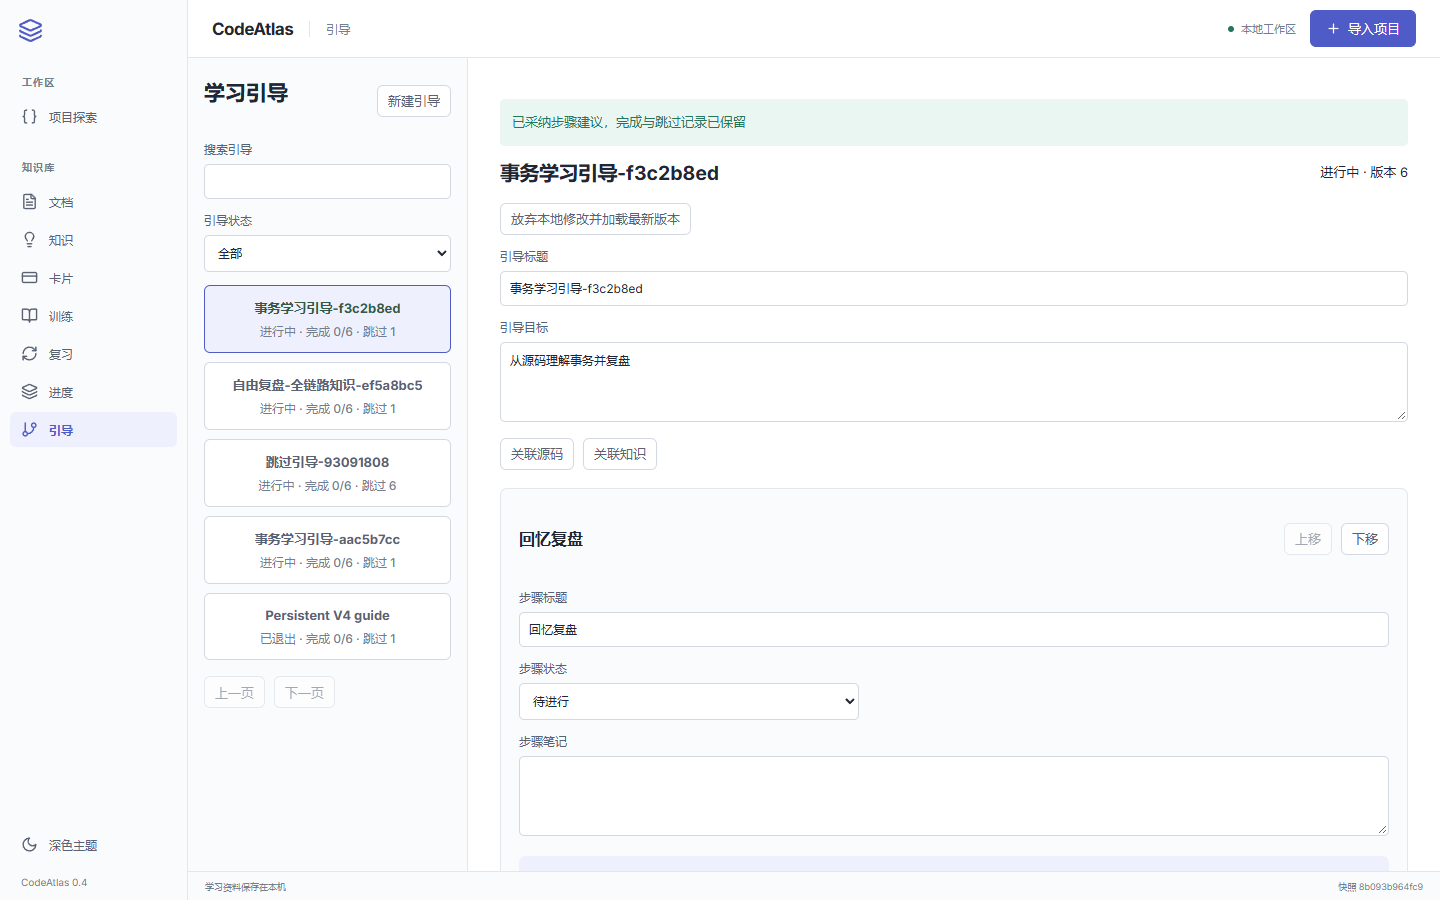 CodeAtlas
引导
本地工作区
导入项目
工作区
项目探索
知识库
文档
知识
卡片
训练
复习
进度
引导
深色主题
CodeAtlas 0.4
学习引导
新建引导
搜索引导
引导状态
全部
事务学习引导-f3c2b8ed
进行中 · 完成 0/6 · 跳过 1
自由复盘-全链路知识-ef5a8bc5
进行中 · 完成 0/6 · 跳过 1
跳过引导-93091808
进行中 · 完成 0/6 · 跳过 6
事务学习引导-aac5b7cc
进行中 · 完成 0/6 · 跳过 1
Persistent V4 guide
已退出 · 完成 0/6 · 跳过 1
上一页
下一页
已采纳步骤建议，完成与跳过记录已保留
事务学习引导-f3c2b8ed
进行中 · 版本 6
放弃本地修改并加载最新版本
引导标题
事务学习引导-f3c2b8ed
引导目标
从源码理解事务并复盘
关联源码
关联知识
回忆复盘
上移
下移
步骤标题
回忆复盘
步骤状态
待进行
步骤笔记
学习资料保存在本机
快照 8b093b964fc9